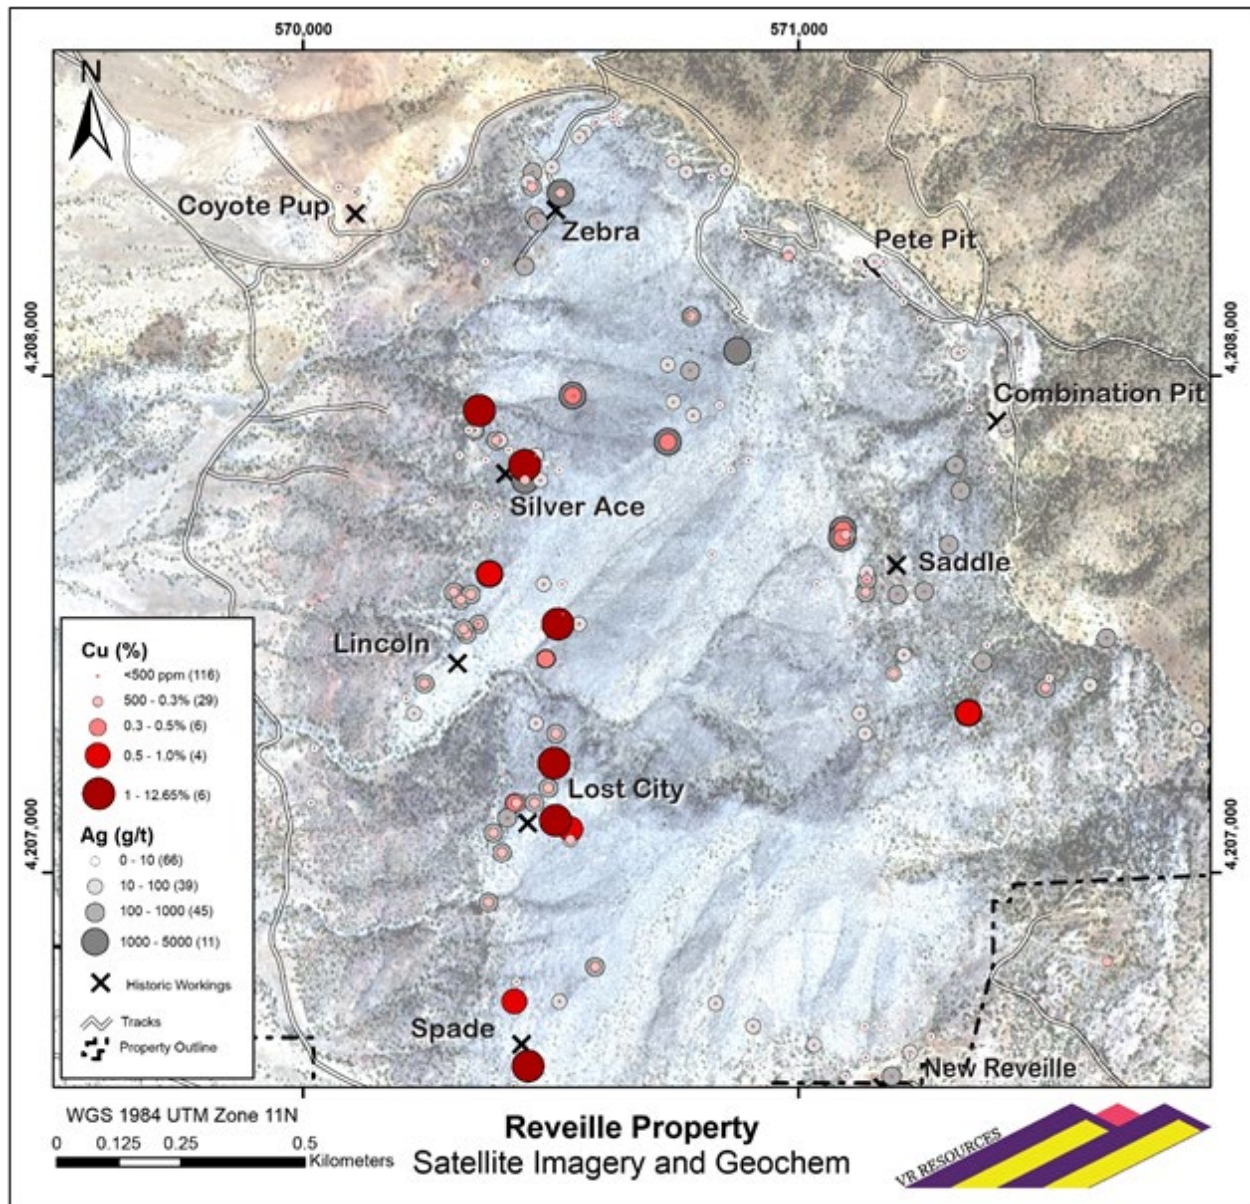 570,000
571,000
N
Coyote Pup
Zebra
Pete Pit
4,208,000
4,208,000
Combination Pit
Silver Ace
Saddle
Lincoln
Cu (%)
<500 ppm (116)
500 - 0.3% (29)
0.3 - 0.5% (6)
0.5 - 1.0% (4)
1 - 12.65% (6)
Lost City
4,207,000
4,207,000
Ag (g/t)
0 - 10 (66)
10 - 100 (39)
100 - 1000 (45)
1000 - 5000 (11)
Historic Workings
Tracks
Property Outline
Spade
New Reveille
WGS 1984 UTM Zone 11N
0 0.125 0.25 0.5
Kilometers
Reveille Property
Satellite Imagery and Geochem
VR RESOURCES